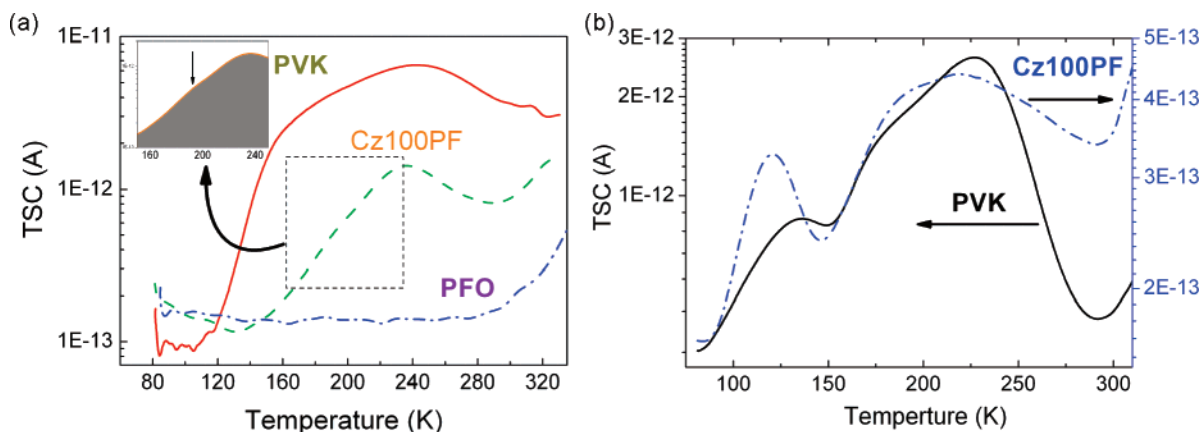 (a)
TSC (A)
1E-11
1E-12
1E-13
PVK
160 200 240
Cz100PF
PFO
80 120 160 200 240 280 320
Temperature (K)
(b)
TSC (A)
3E-12
2E-12
1E-12
5E-13
4E-13
3E-13
2E-13
Cz100PF
PVK
100 150 200 250 300
Temperture (K)